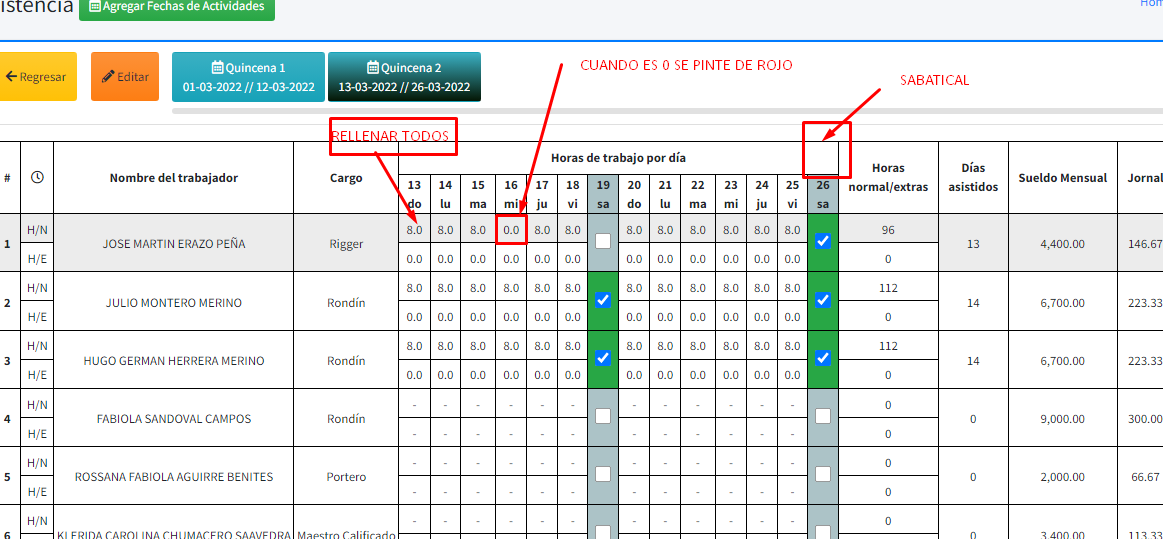 istencia
Agregar Fechas de Actividades
Hom
Regresar
Editar
Quincena 1
01-03-2022 // 12-03-2022
Quincena 2
13-03-2022 // 26-03-2022
CUANDO ES 0 SE PINTE DE ROJO
SABATICAL
RELLENAR TODOS
# Nombre del trabajador Cargo Horas de trabajo por día Horas normal/extras Días asistidos Sueldo Mensual Jornal
13 14 15 16 17 18 19 20 21 22 23 24 25 26
do lu ma mi ju vi sa do lu ma mi ju vi sa
1 H/N JOSE MARTIN ERAZO PEÑA Rigger 8.0 8.0 8.0 0.0 8.0 8.0 8.0 8.0 8.0 8.0 8.0 8.0 96 13 4,400.00 146.67
H/E 0.0 0.0 0.0 0.0 0.0 0.0 0.0 0.0 0.0 0.0 0.0 0.0 0
2 H/N JULIO MONTERO MERINO Rondín 8.0 8.0 8.0 8.0 8.0 8.0 8.0 8.0 8.0 8.0 8.0 8.0 112 14 6,700.00 223.33
H/E 0.0 0.0 0.0 0.0 0.0 0.0 0.0 0.0 0.0 0.0 0.0 0.0 0
3 H/N HUGO GERMAN HERRERA MERINO Rondín 8.0 8.0 8.0 8.0 8.0 8.0 8.0 8.0 8.0 8.0 8.0 8.0 112 14 6,700.00 223.33
H/E 0.0 0.0 0.0 0.0 0.0 0.0 0.0 0.0 0.0 0.0 0.0 0.0 0
4 H/N FABIOLA SANDOVAL CAMPOS Rondín - - - - - - - - - - - - 0 0 9,000.00 300.00
H/E - - - - - - - - - - - - 0
5 H/N ROSSANA FABIOLA AGUIRRE BENITES Portero - - - - - - - - - - - - 0 0 2,000.00 66.67
H/E - - - - - - - - - - - - 0
6 H/N KLERIDA CAROLINA CHUMACERO SAAVEDRA Maestro Calificado - - - - - - - - - - - - 0 0 3,400.00 113.33